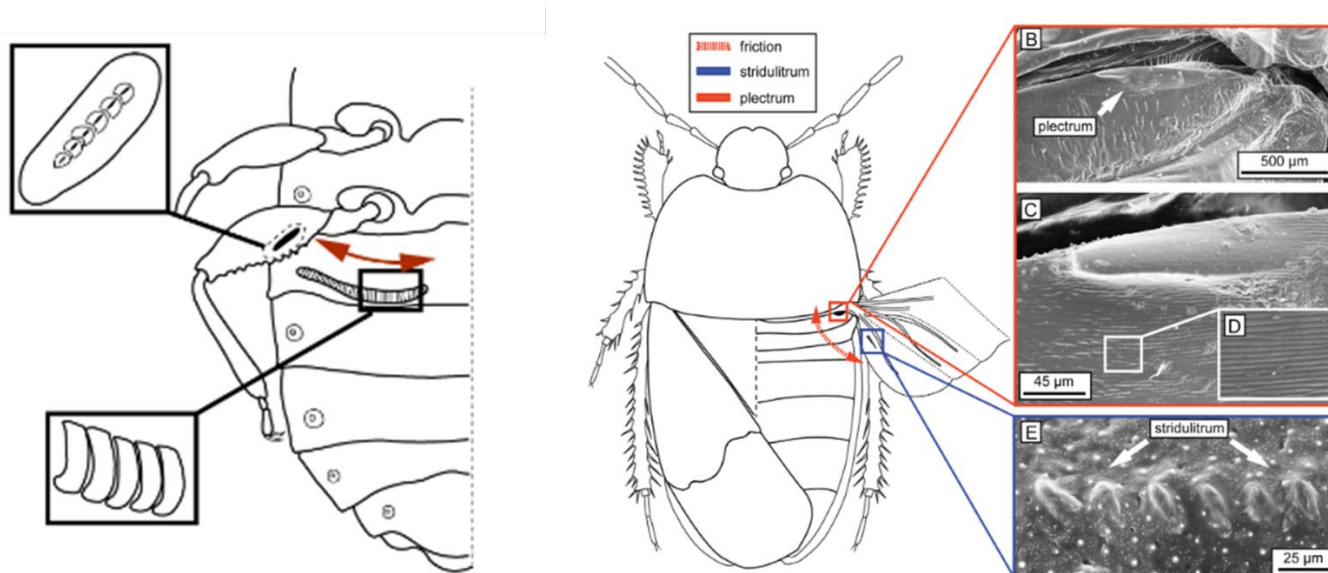 friction
stridulitrum
plectrum
B
plectrum
500 µm
C
D
45 µm
E
stridulitrum
25 µm